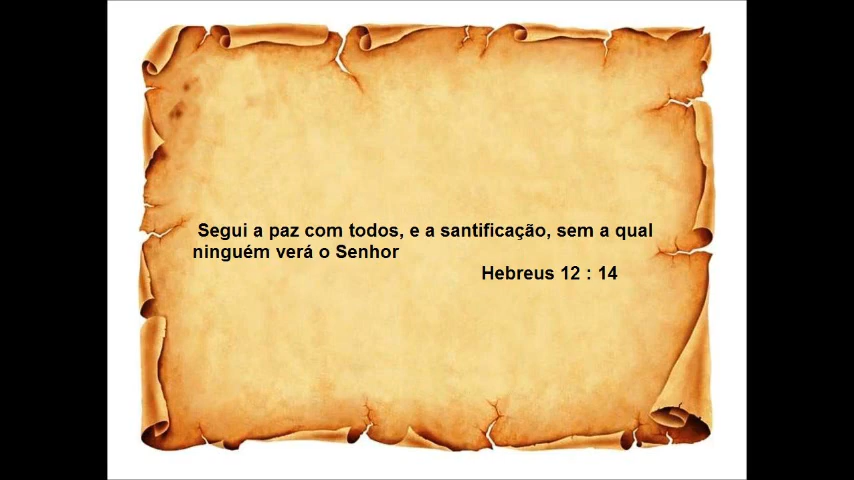 Segui a paz com todos, e a santificação, sem a qual
ninguém verá o Senhor
Hebreus 12 : 14